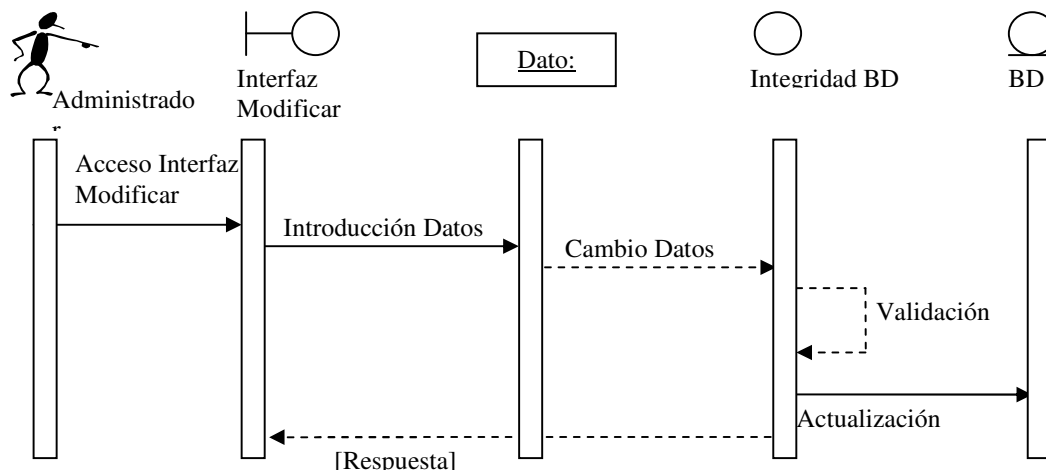 Administrado
r
Interfaz
Modificar
Dato:
Integridad BD
BD
Acceso Interfaz
Modificar
Introducción Datos
Cambio Datos
Validación
Actualización
[Respuesta]